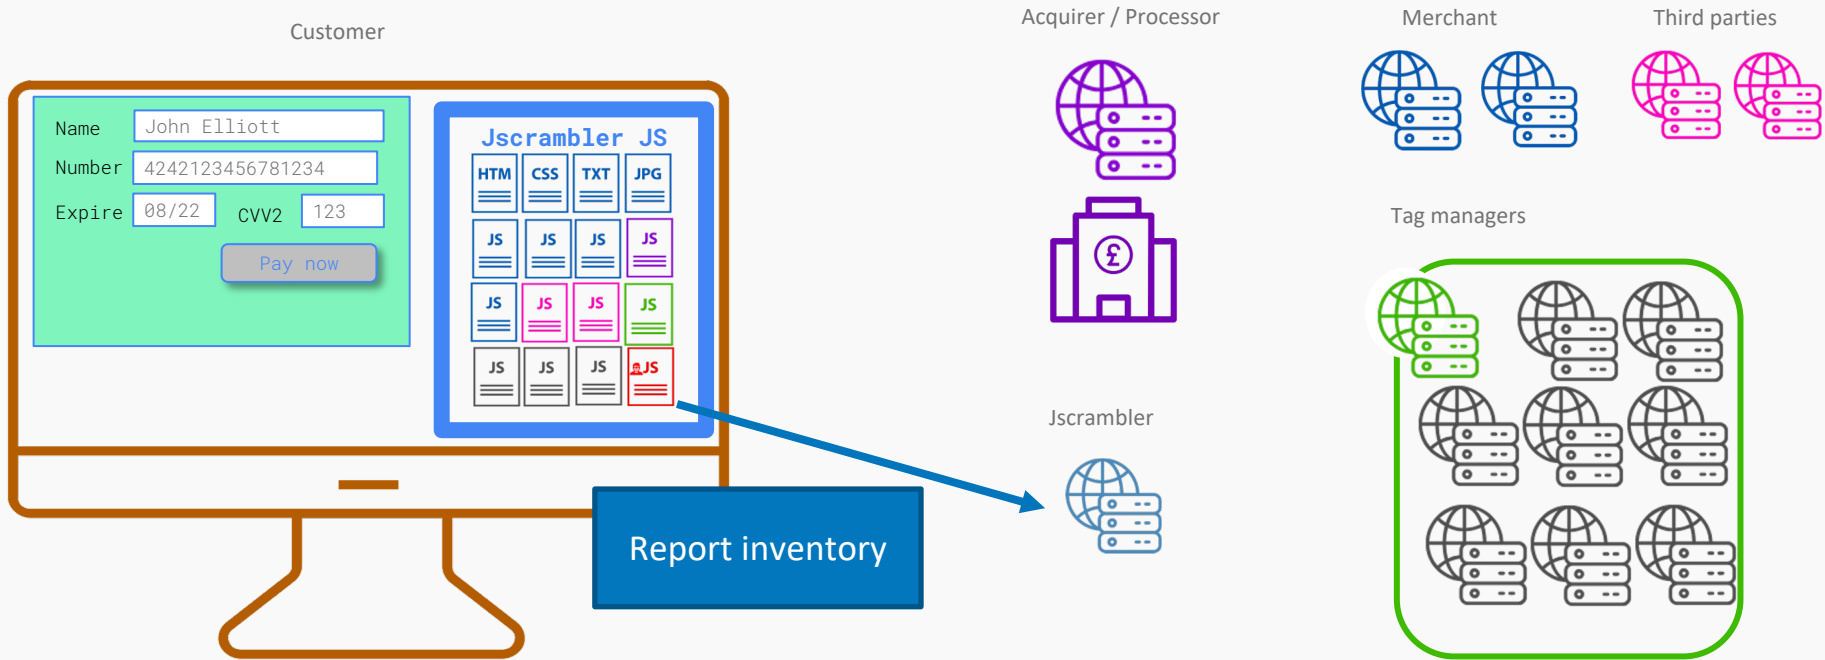 Customer
Acquirer / Processor
Merchant
Third parties
Name
John Elliott
Number
4242123456781234
Expire
08/22
CVV2
123
Pay now
Jscrambler JS
HTM CSS TXT JPG
JS JS JS JS
JS JS JS JS
JS JS JS JS
£
Tag managers
Jscrambler
Report inventory